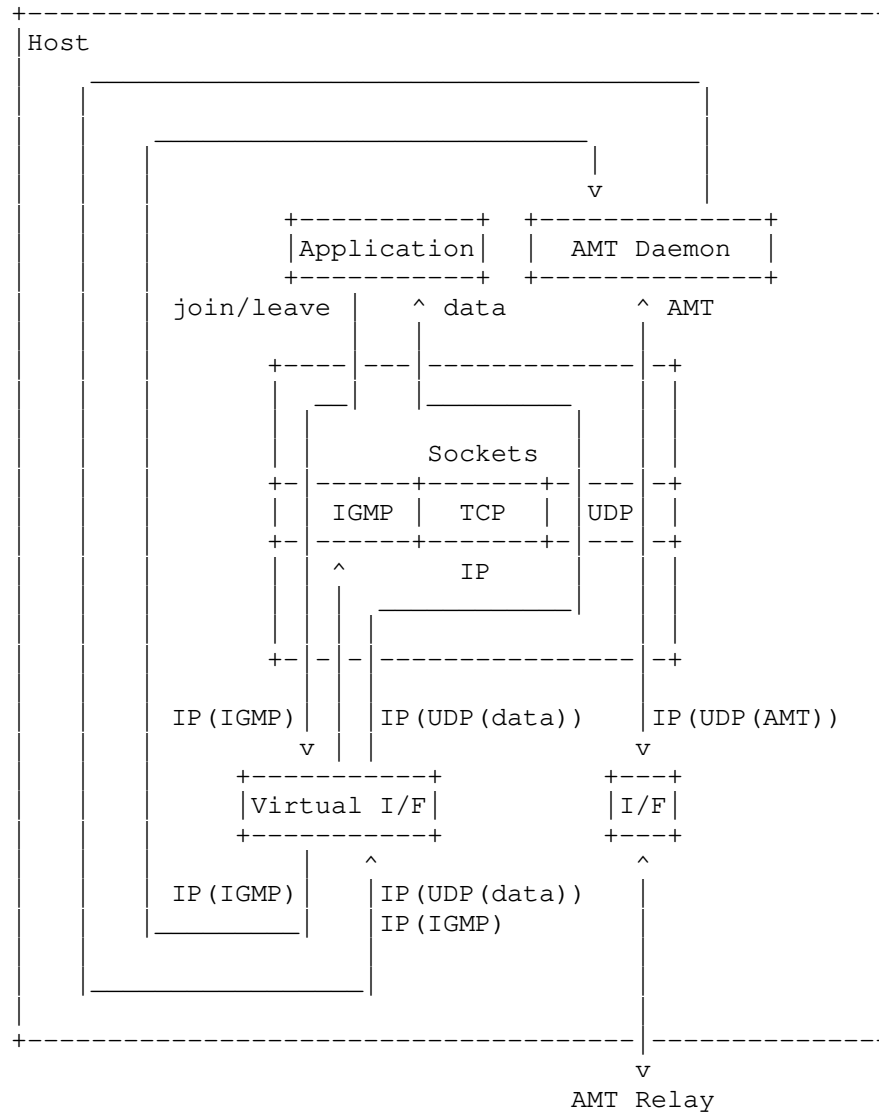 Host
Application AMT Daemon
join/leave data AMT
Sockets
IGMP TCP UDP
IP
IP(IGMP) IP(UDP(data)) IP(UDP(AMT))
Virtual I/F I/F
IP(IGMP) IP(UDP(data))
IP(IGMP)
AMT Relay